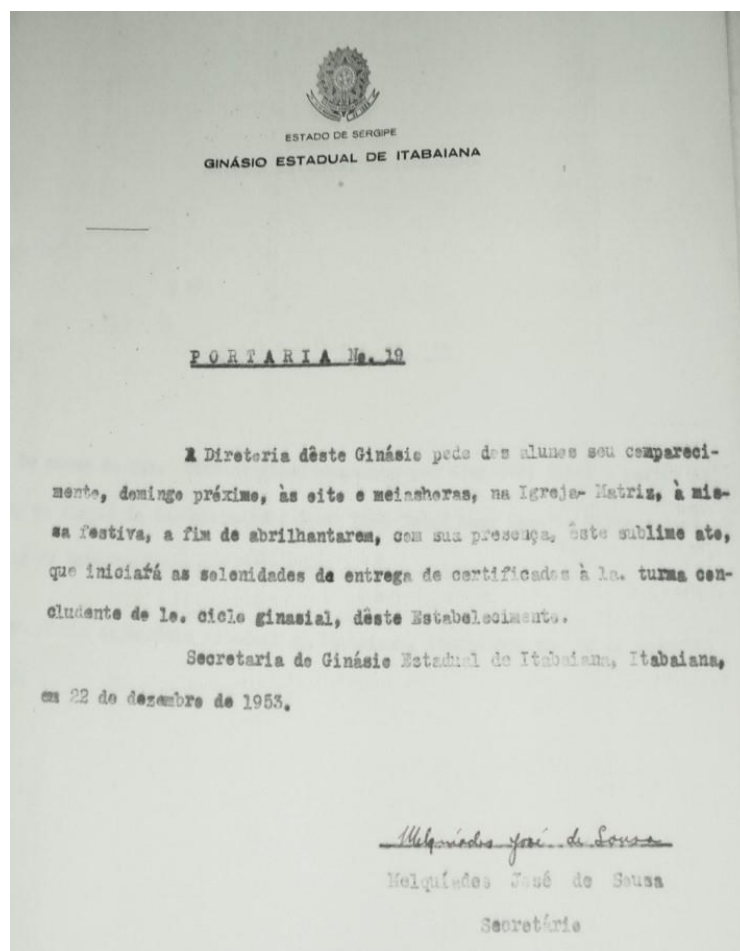 ESTADO DE SERGIPE
GINÁSIO ESTADUAL DE ITABAIANA
PORTARIA No. 19
A Diretoria dêste Ginásio pede dos alunos seu compareci-
mento, domingo próximo, às oito e meiashoras, na Igreja- Matriz, à mis-
sa festiva, a fim de abrilhantarem, com sua presença, êste sublime ato,
que iniciará as solenidades de entrega de certificados à la. turma con-
cludente do lo. ciclo ginasial, dêste Estabelecimento.
Secretaria do Ginásio Estadual de Itabaiana, Itabaiana,
em 22 de dezembro de 1953.
Melquíades José de Sousa
Melquíades José de Sousa
Secretário